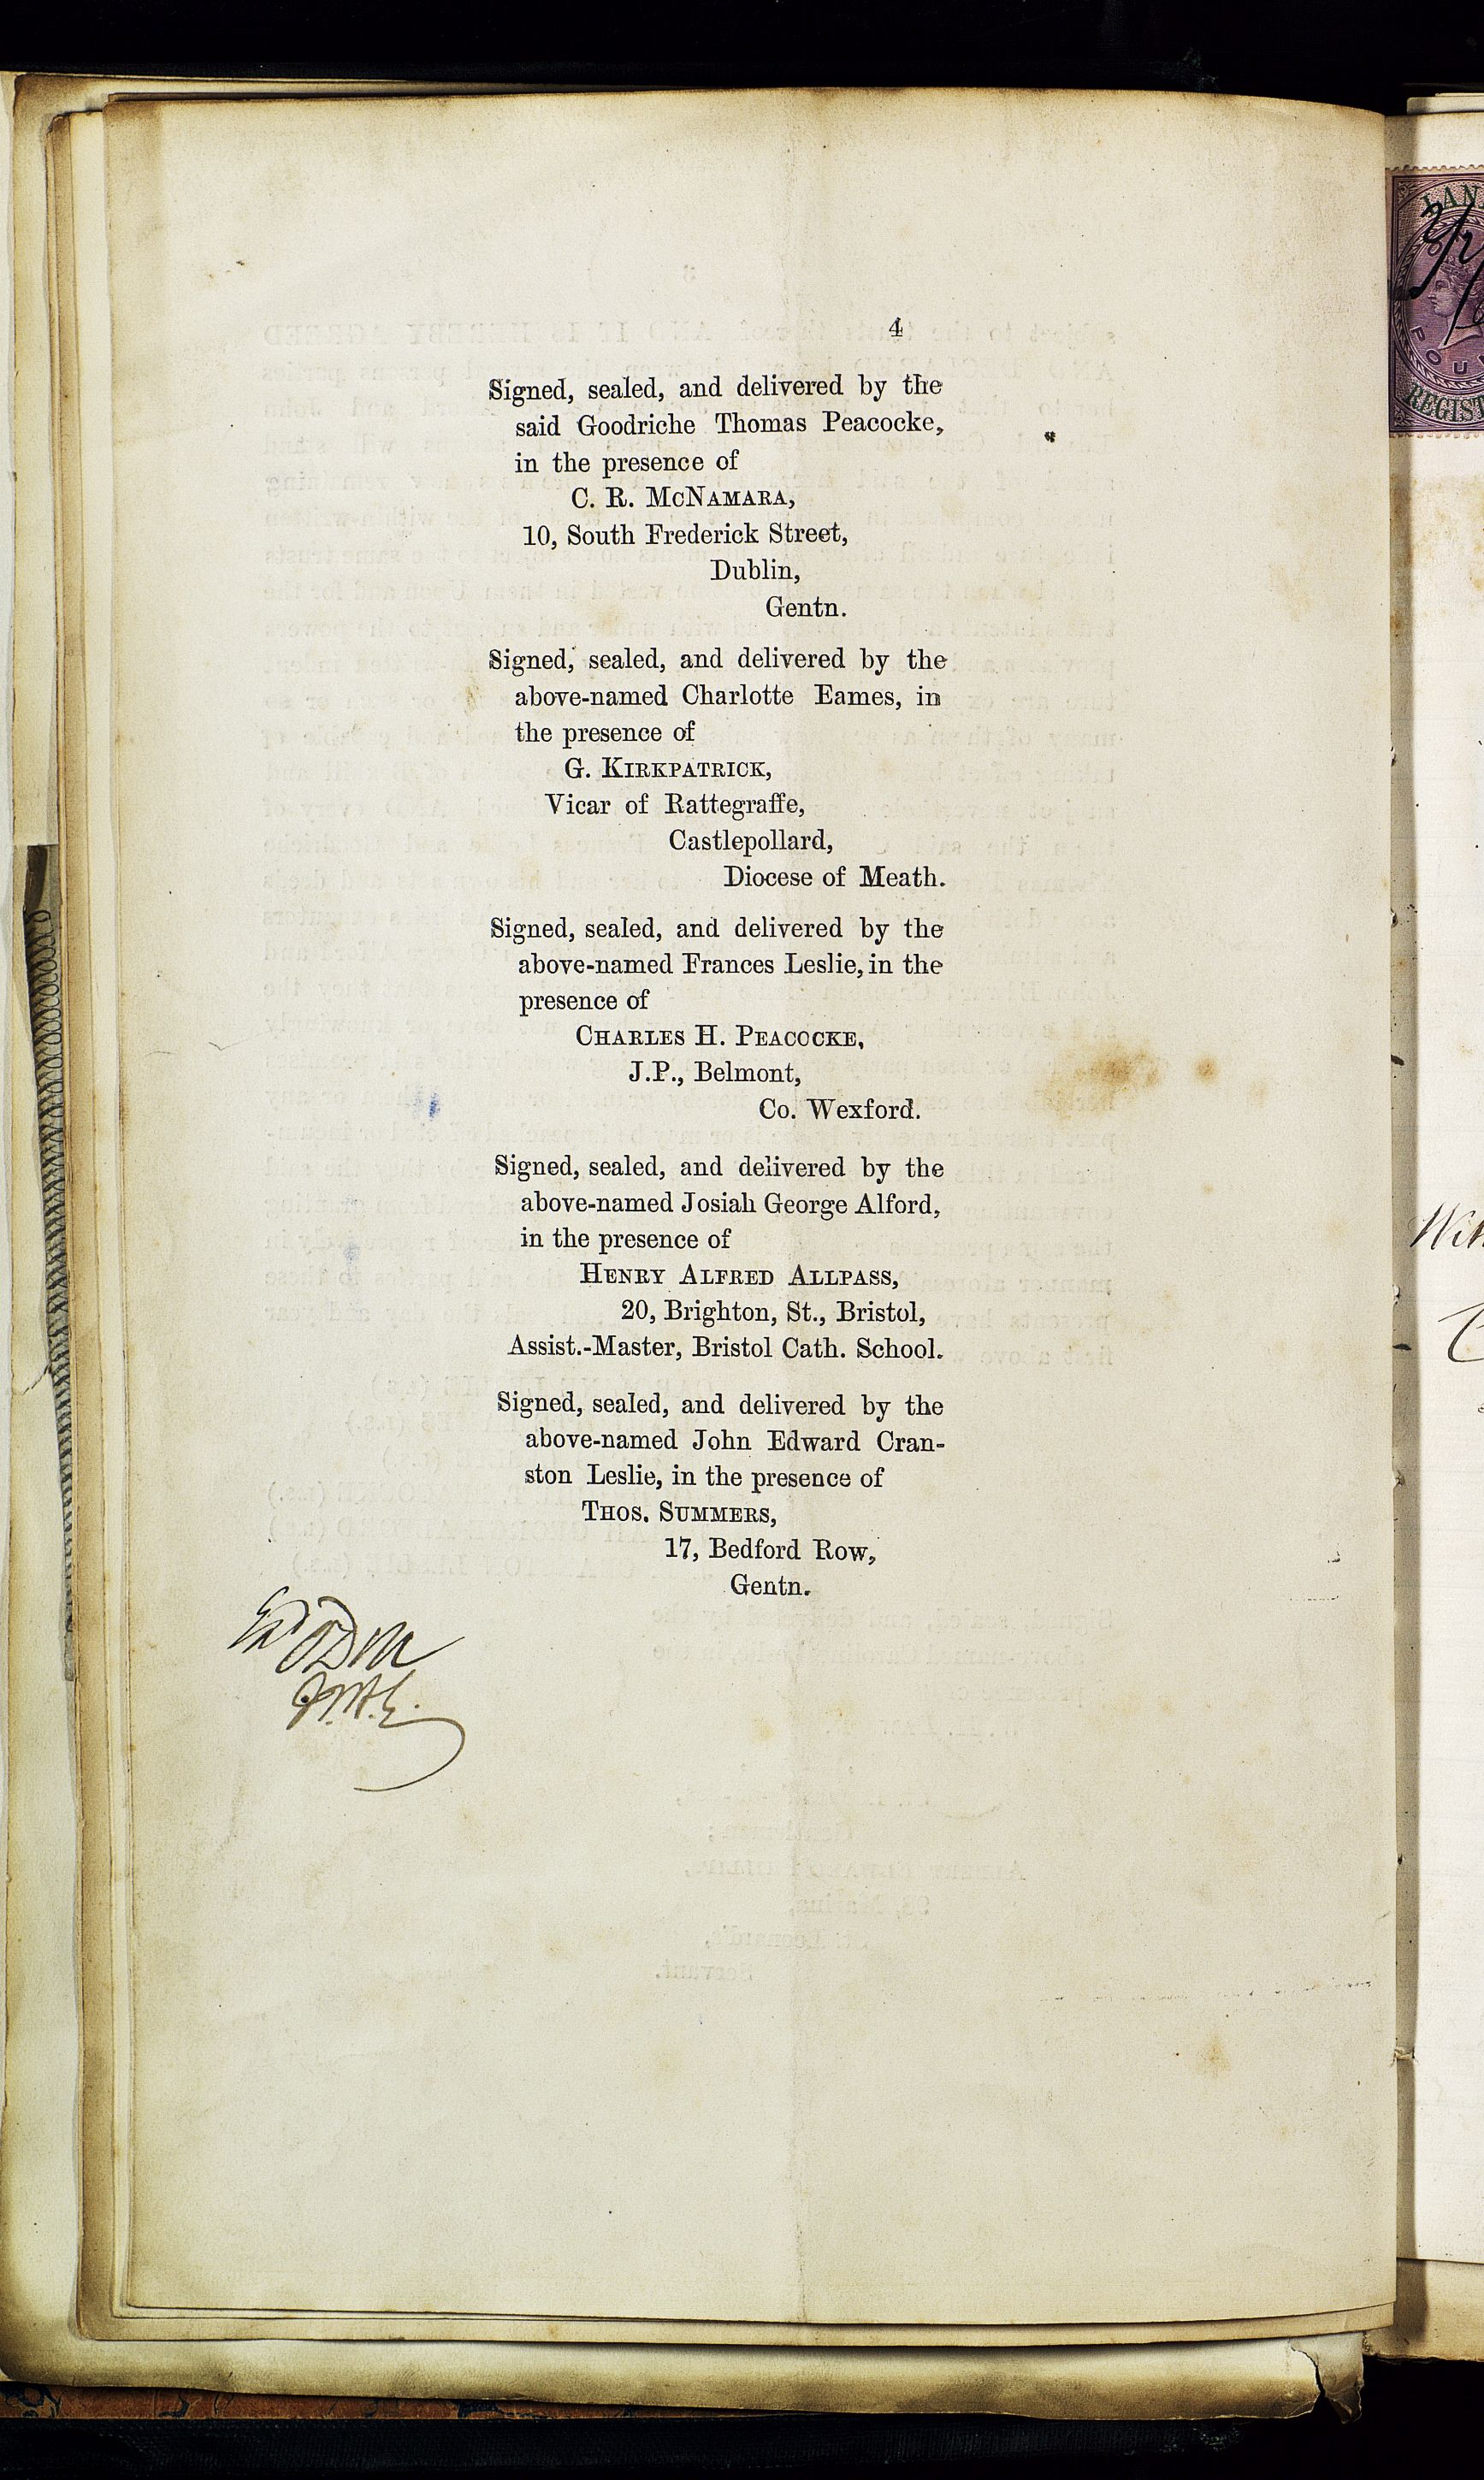 4
Signed, sealed, and delivered by the
said Goodriche Thomas Peacocke,
in the presence of
C. R. McNamara,
10, South Frederick Street,
Dublin,
Gentn.
Signed, sealed, and delivered by the
above-named Charlotte Eames, in
the presence of
G. Kirkpatrick,
Vicar of Rattegraffe,
Castlepollard,
Diocese of Meath.
Signed, sealed, and delivered by the
above-named Frances Leslie, in the
presence of
Charles H. Peacocke,
J.P., Belmont,
Co. Wexford.
Signed, sealed, and delivered by the
above-named Josiah George Alford,
in the presence of
Henry Alfred Allpass,
20, Brighton, St., Bristol,
Assist.-Master, Bristol Cath. School.
Signed, sealed, and delivered by the
above-named John Edward Cran-
ston Leslie, in the presence of
Thos. Summers,
17, Bedford Row,
Gentn.